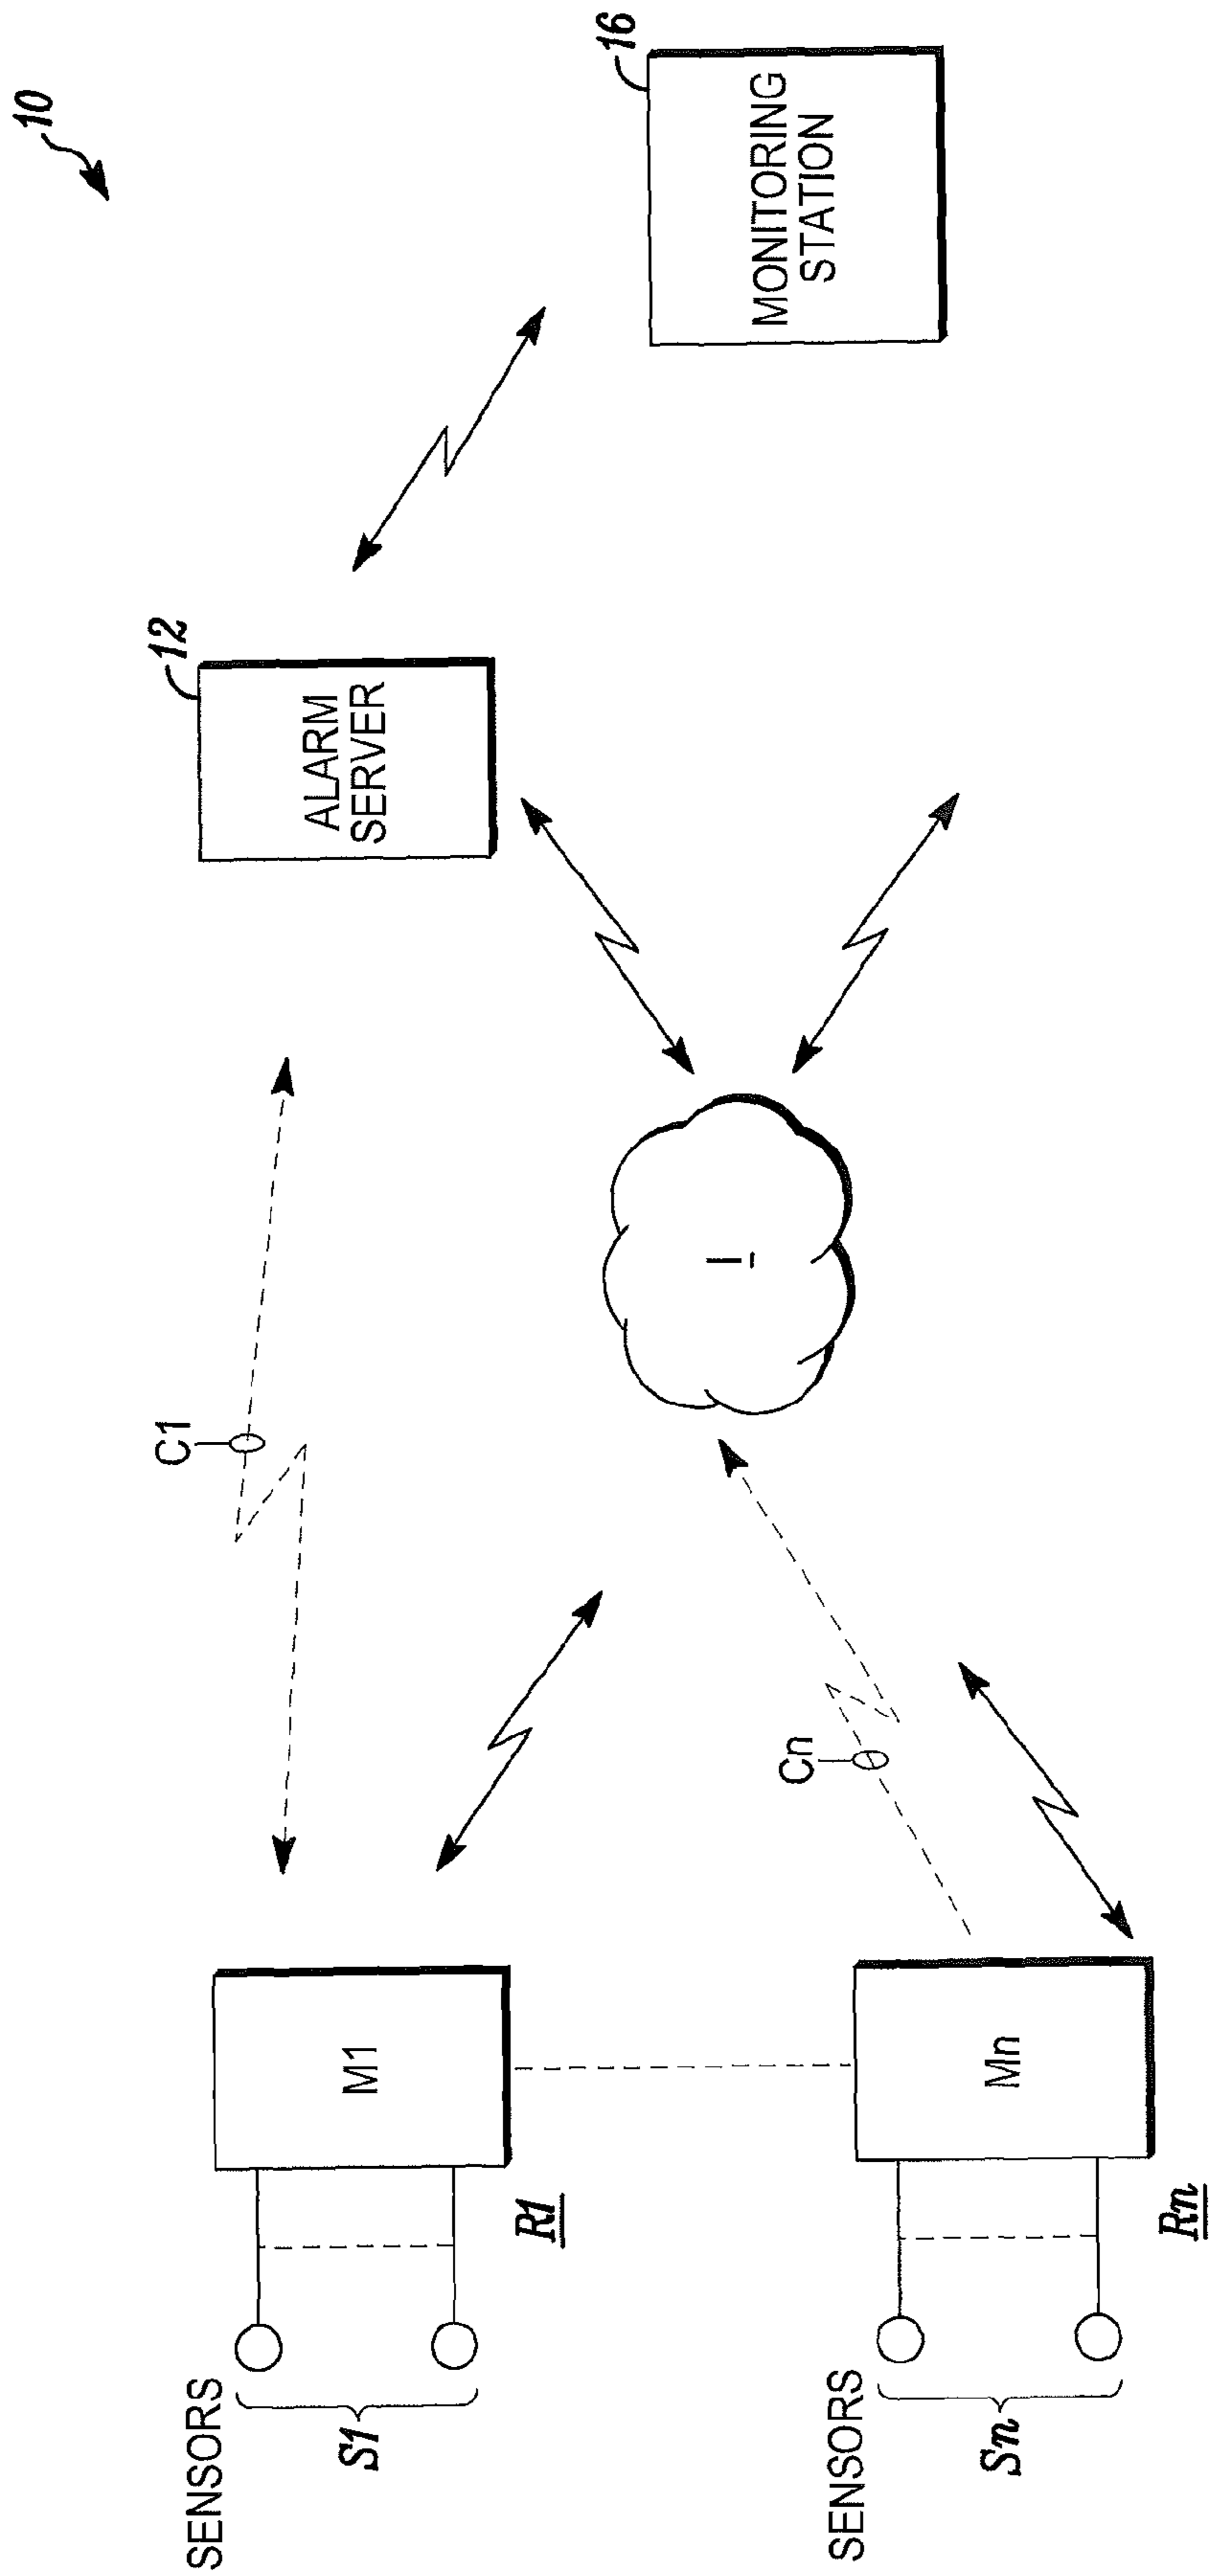 10
16
MONITORING
STATION
12
ALARM
SERVER
C1
I
Cn
M1
Mn
R1
Rn
SENSORS
S1
SENSORS
Sn